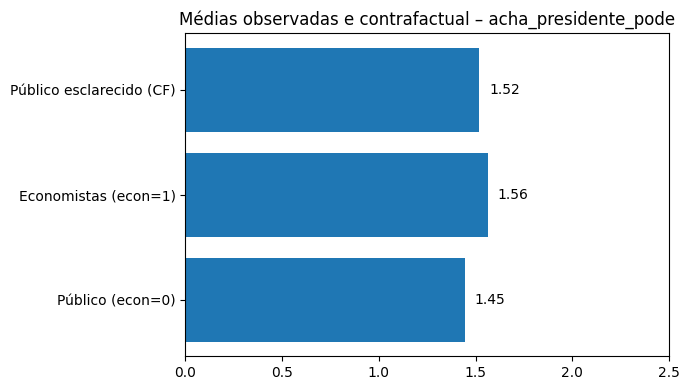 Médias observadas e contrafactual – acha_presidente_pode
Público esclarecido (CF)
1.52
Economistas (econ=1)
1.56
Público (econ=0)
1.45
0.0 0.5 1.0 1.5 2.0 2.5